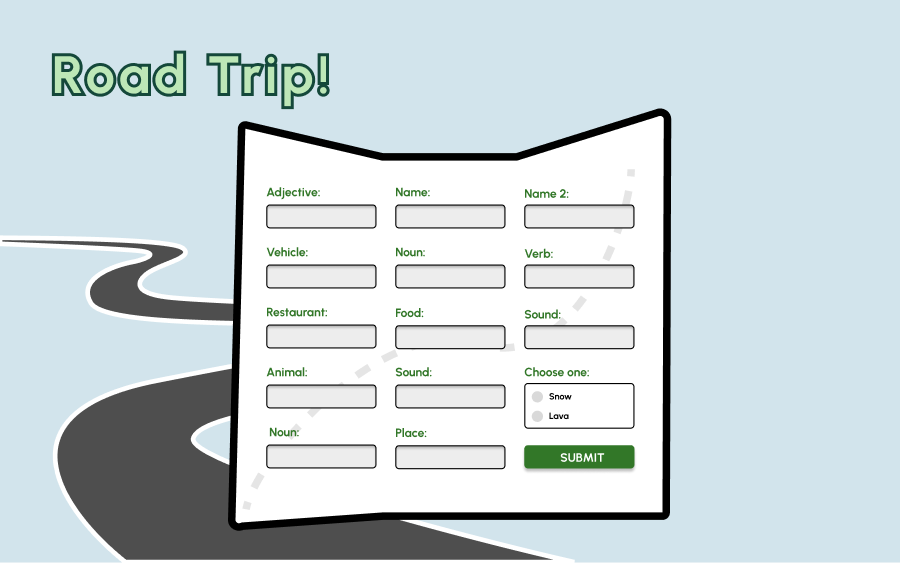 Road Trip!
Adjective:
Name:
Name 2:
Vehicle:
Noun:
Verb:
Restaurant:
Food:
Sound:
Animal:
Sound:
Choose one:
Snow
Lava
Noun:
Place:
SUBMIT